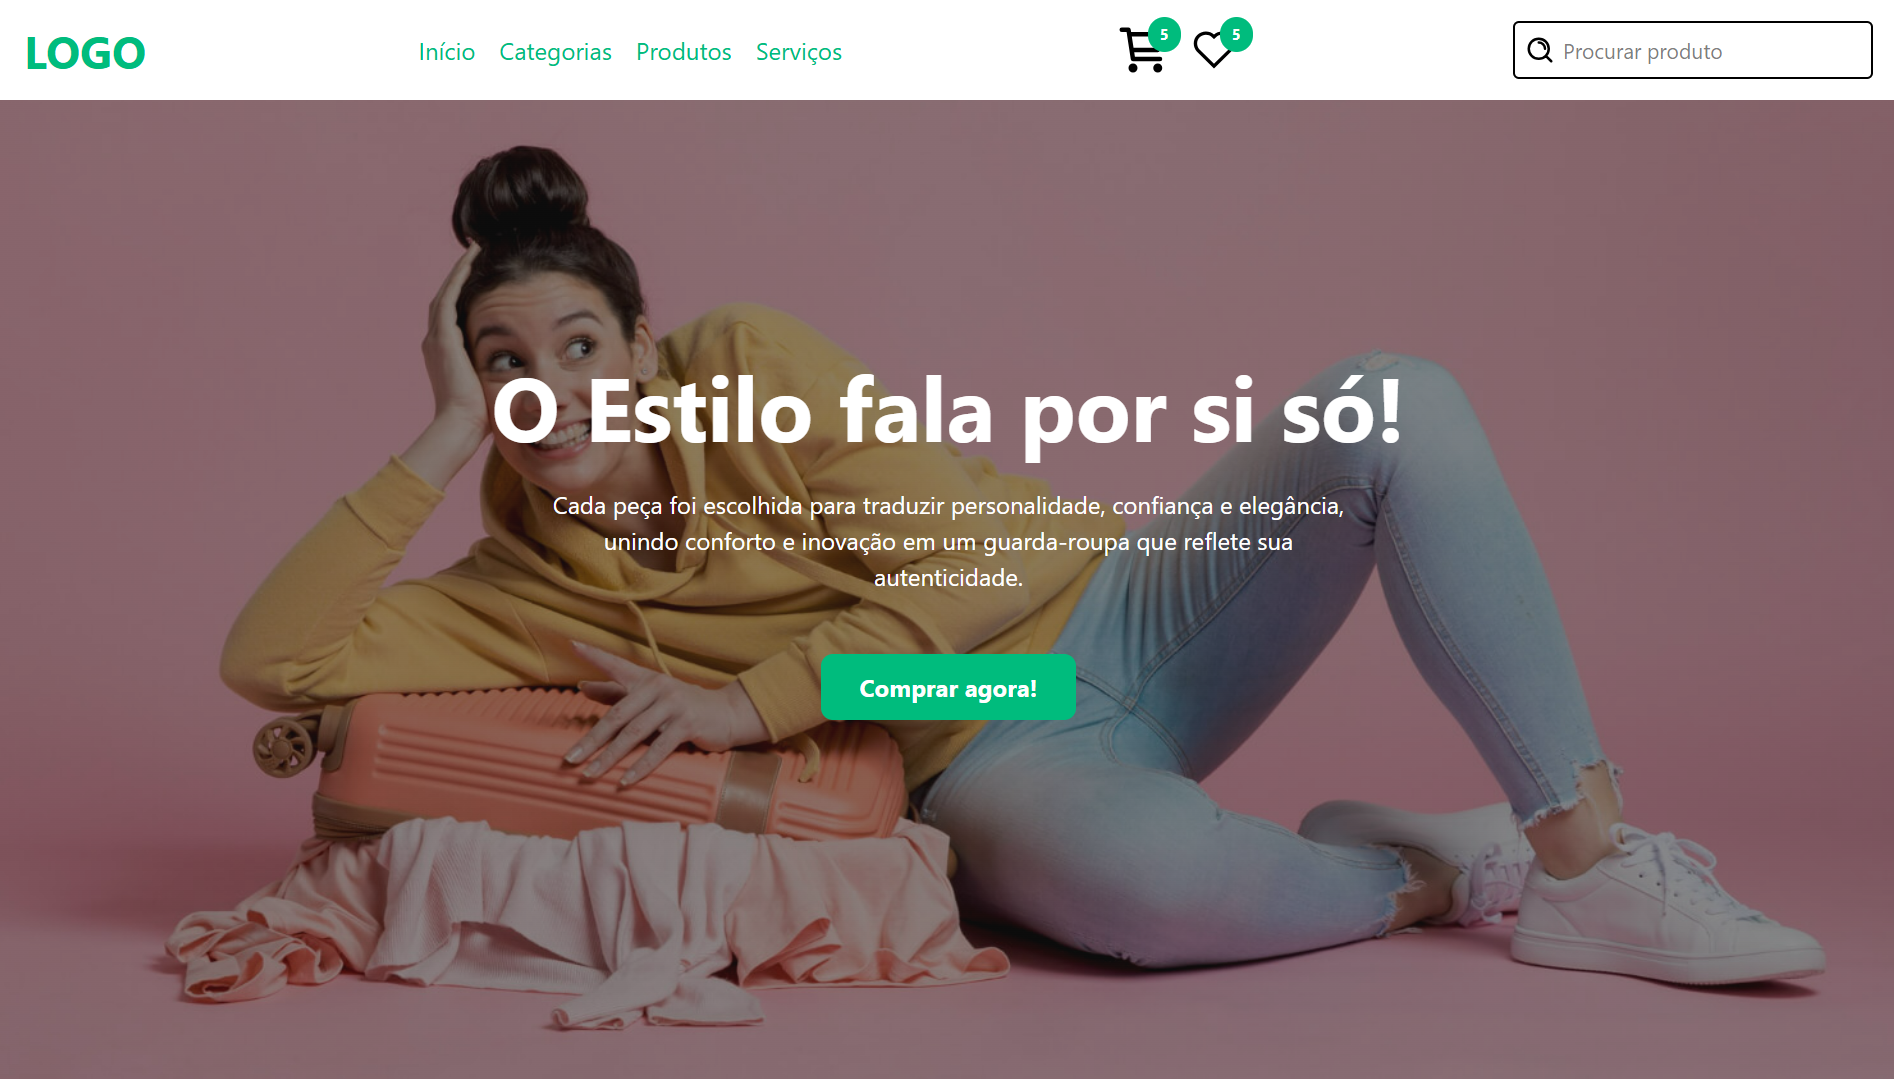 LOGO
Início Categorias Produtos Serviços
5
5
Procurar produto
O Estilo fala por si só!
Cada peça foi escolhida para traduzir personalidade, confiança e elegância,
unindo conforto e inovação em um guarda-roupa que reflete sua
autenticidade.
Comprar agora!